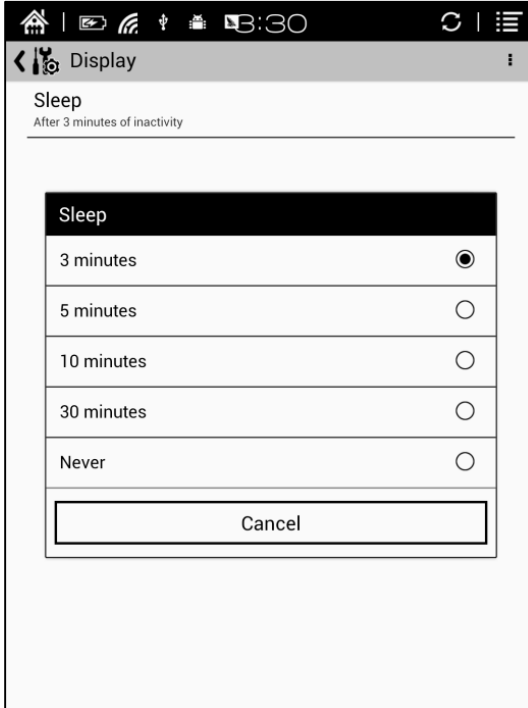 3:30
Display
Sleep
After 3 minutes of inactivity
Sleep
3 minutes
5 minutes
10 minutes
30 minutes
Never
Cancel